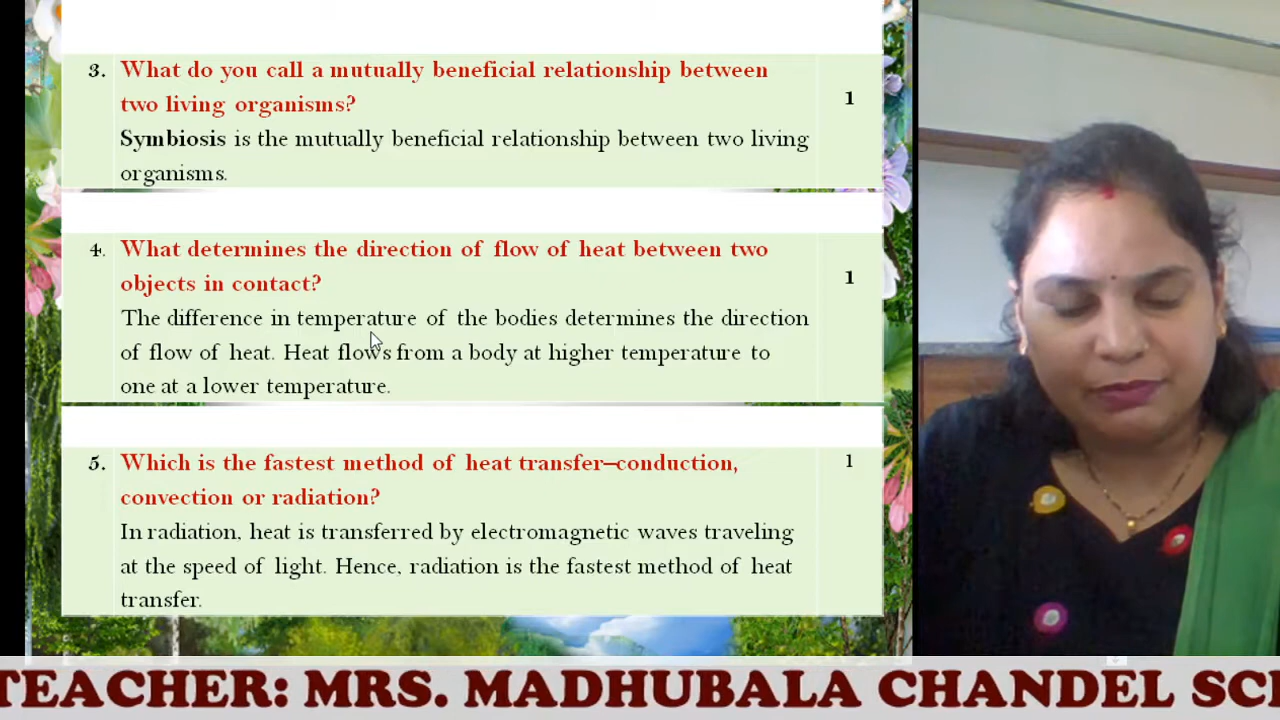 3. What do you call a mutually beneficial relationship between
two living organisms?
1
Symbiosis is the mutually beneficial relationship between two living
organisms.
4. What determines the direction of flow of heat between two
objects in contact?
1
The difference in temperature of the bodies determines the direction
of flow of heat. Heat flows from a body at higher temperature to
one at a lower temperature.
5. Which is the fastest method of heat transfer–conduction,
1
convection or radiation?
In radiation, heat is transferred by electromagnetic waves traveling
at the speed of light. Hence, radiation is the fastest method of heat
transfer.
TEACHER: MRS. MADHUBALA CHANDEL SCI